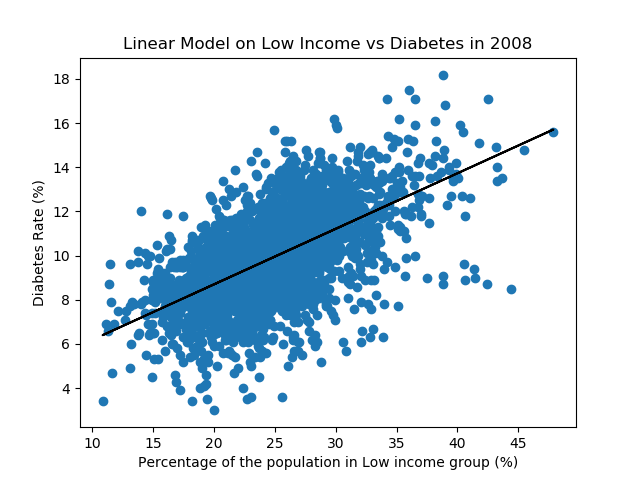 Linear Model on Low Income vs Diabetes in 2008
18
16
14
12
10
8
6
4
Diabetes Rate (%)
10 15 20 25 30 35 40 45
Percentage of the population in Low income group (%)